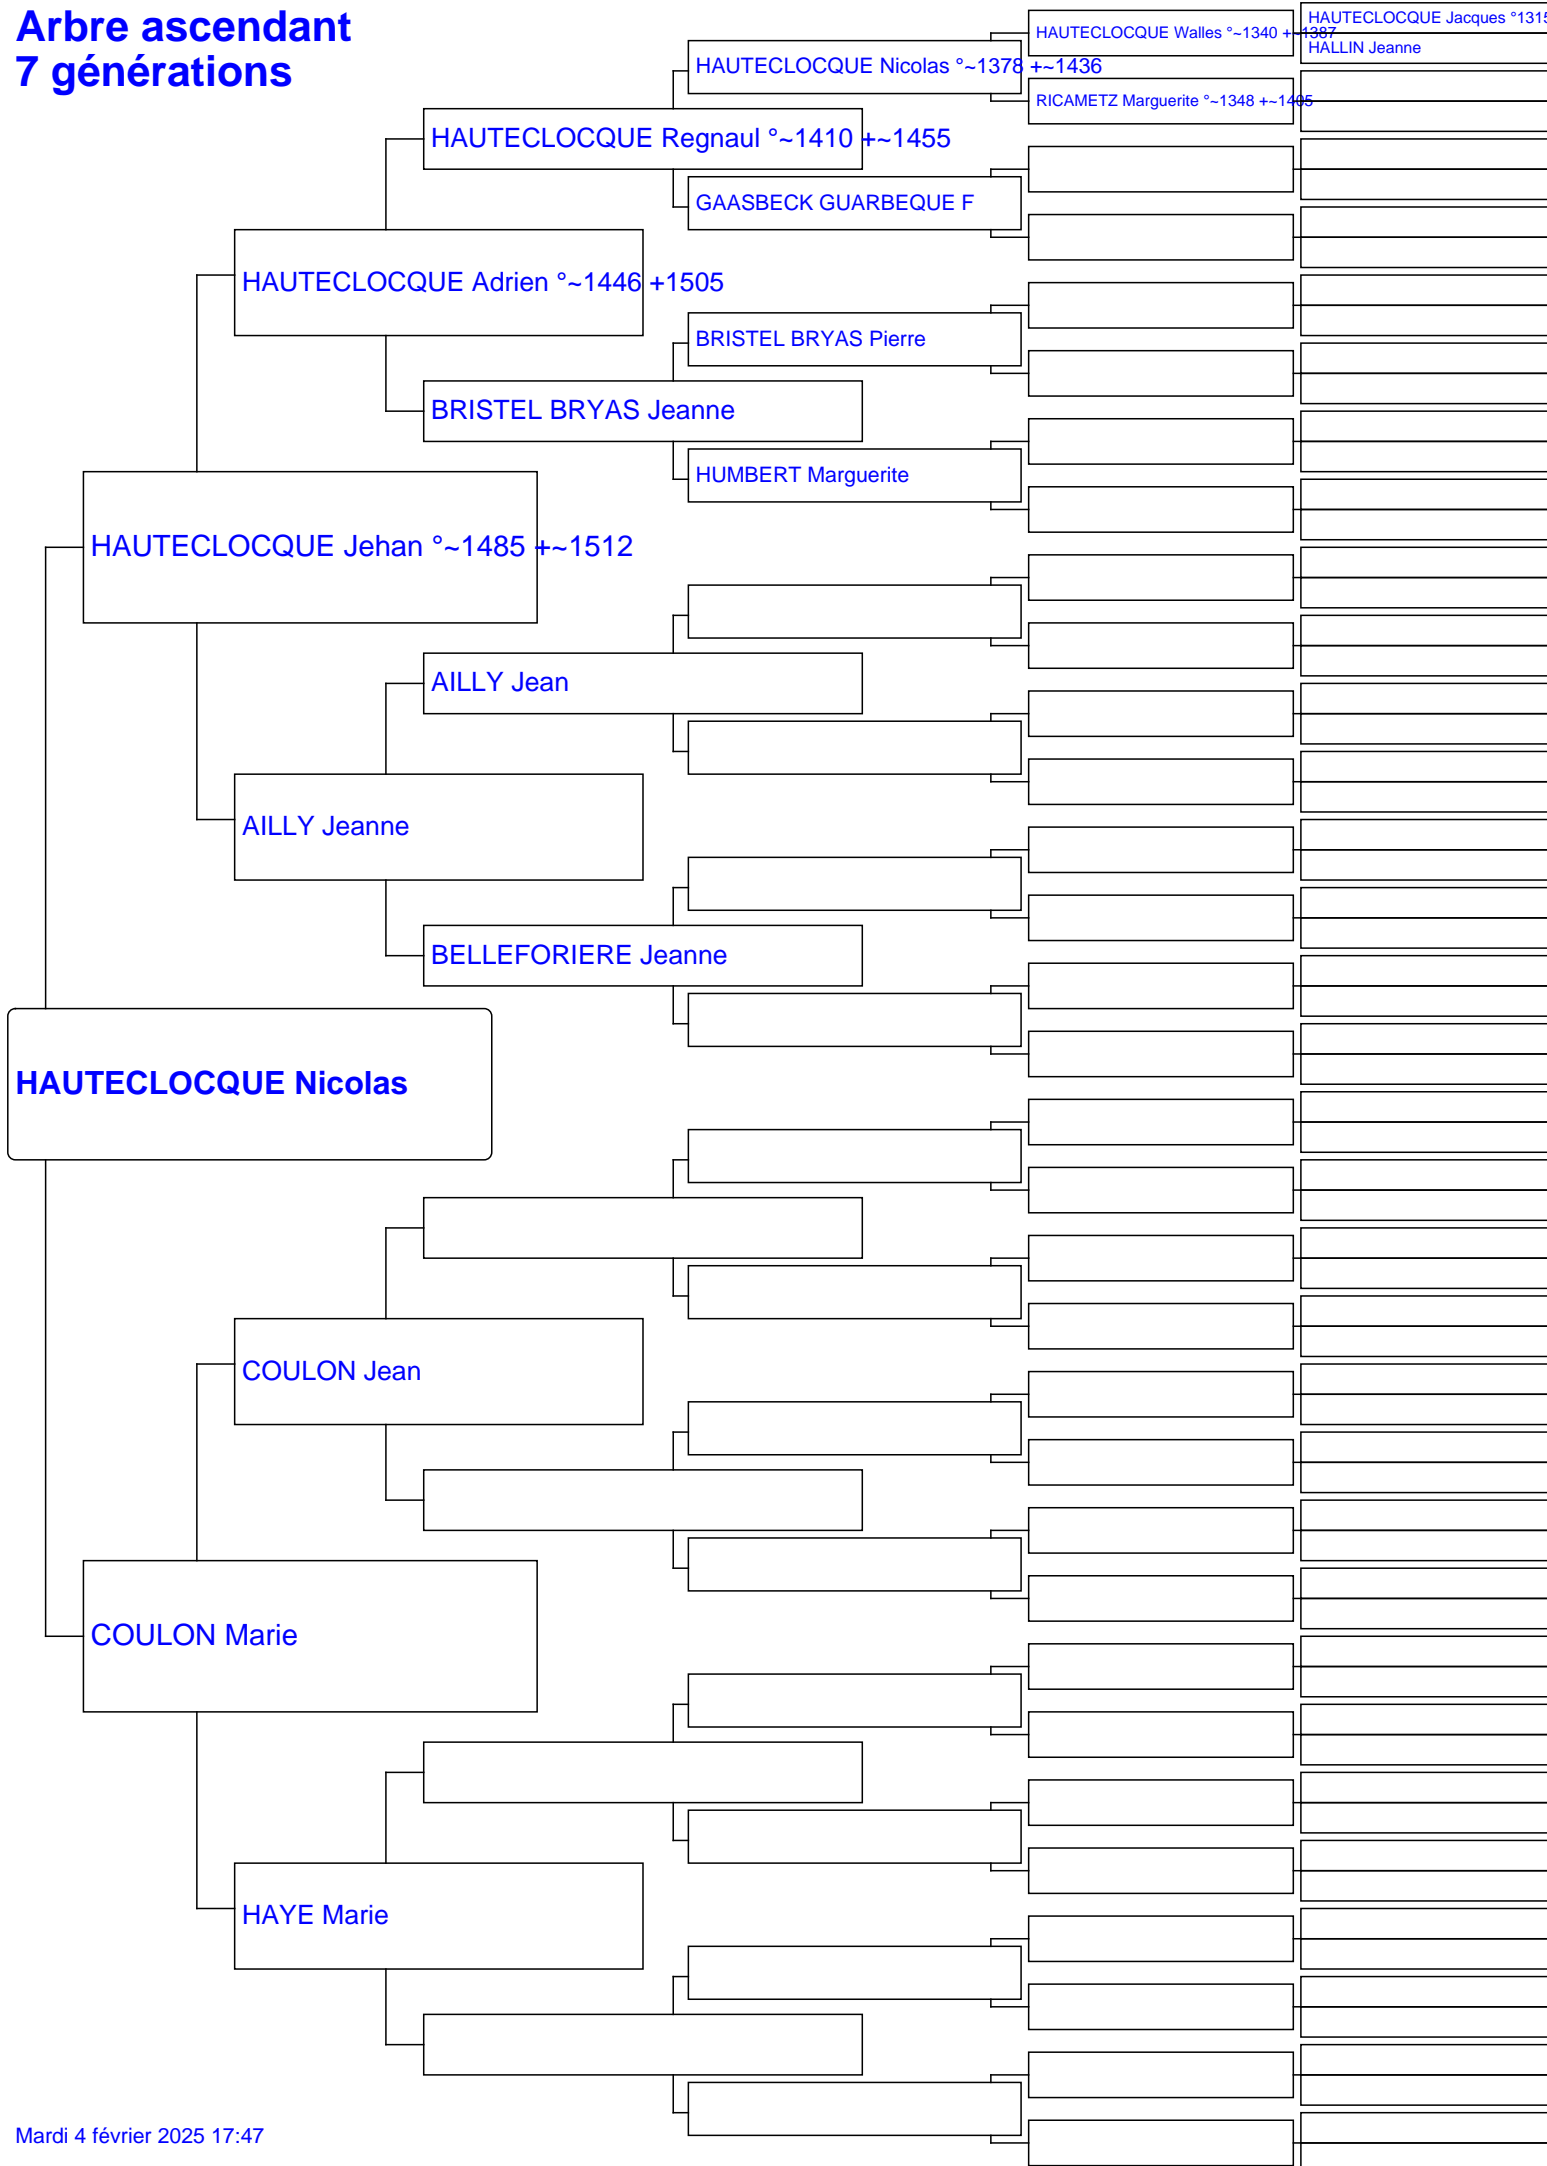 Arbre ascendant
7 générations
HAUTECLOCQUE Jacques °1315
HAUTECLOCQUE Walles °~1340 +~1387
HALLIN Jeanne
HAUTECLOCQUE Nicolas °~1378 +~1436
RICAMETZ Marguerite °~1348 +~1405
HAUTECLOCQUE Regnaul °~1410 +~1455
GAASBECK GUARBEQUE F
HAUTECLOCQUE Adrien °~1446 +1505
BRISTEL BRYAS Pierre
BRISTEL BRYAS Jeanne
HUMBERT Marguerite
HAUTECLOCQUE Jehan °~1485 +~1512
AILLY Jean
AILLY Jeanne
BELLEFORIERE Jeanne
HAUTECLOCQUE Nicolas
COULON Jean
COULON Marie
HAYE Marie
Mardi 4 février 2025 17:47